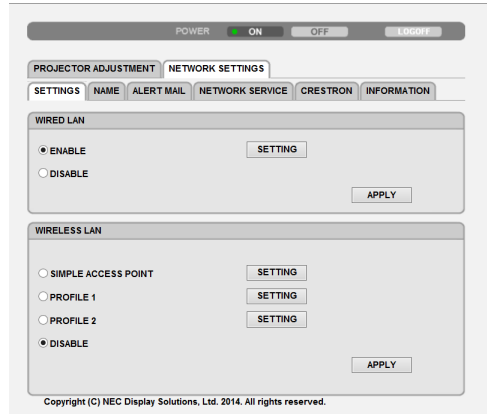 POWER ON OFF LOGOFF
PROJECTOR ADJUSTMENT NETWORK SETTINGS
SETTINGS NAME ALERT MAIL NETWORK SERVICE CRESTRON INFORMATION
WIRED LAN
ENABLE SETTING
DISABLE
APPLY
WIRELESS LAN
SIMPLE ACCESS POINT SETTING
PROFILE 1 SETTING
PROFILE 2 SETTING
DISABLE
APPLY
Copyright (C) NEC Display Solutions, Ltd. 2014. All rights reserved.